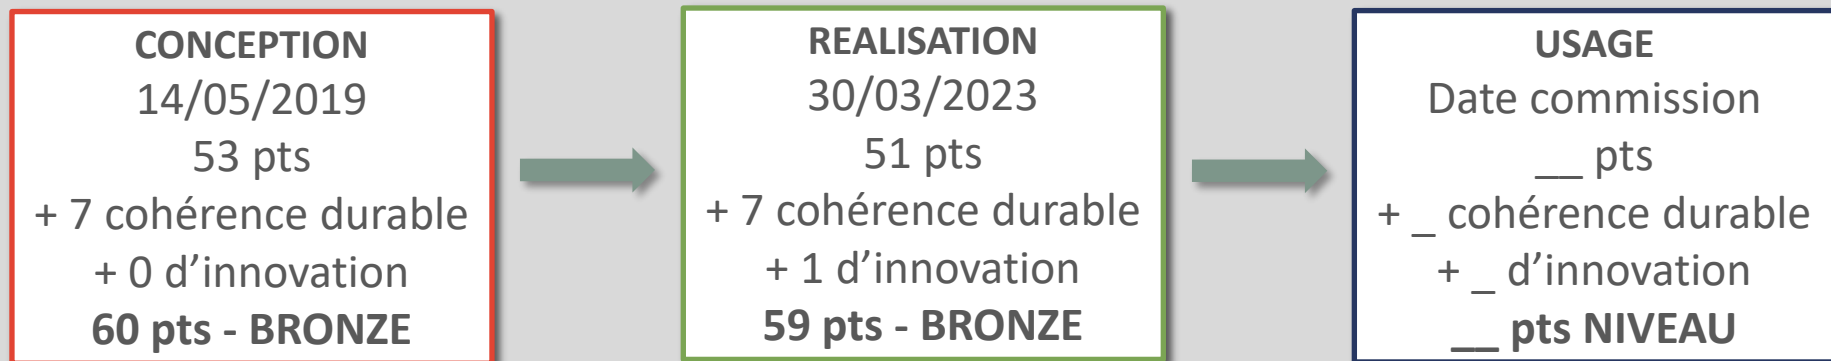 CONCEPTION
14/05/2019
53 pts
+ 7 cohérence durable
+ 0 d’innovation
60 pts - BRONZE
REALISATION
30/03/2023
51 pts
+ 7 cohérence durable
+ 1 d’innovation
59 pts - BRONZE
USAGE
Date commission
__ pts
+ _ cohérence durable
+ _ d’innovation
__ pts NIVEAU